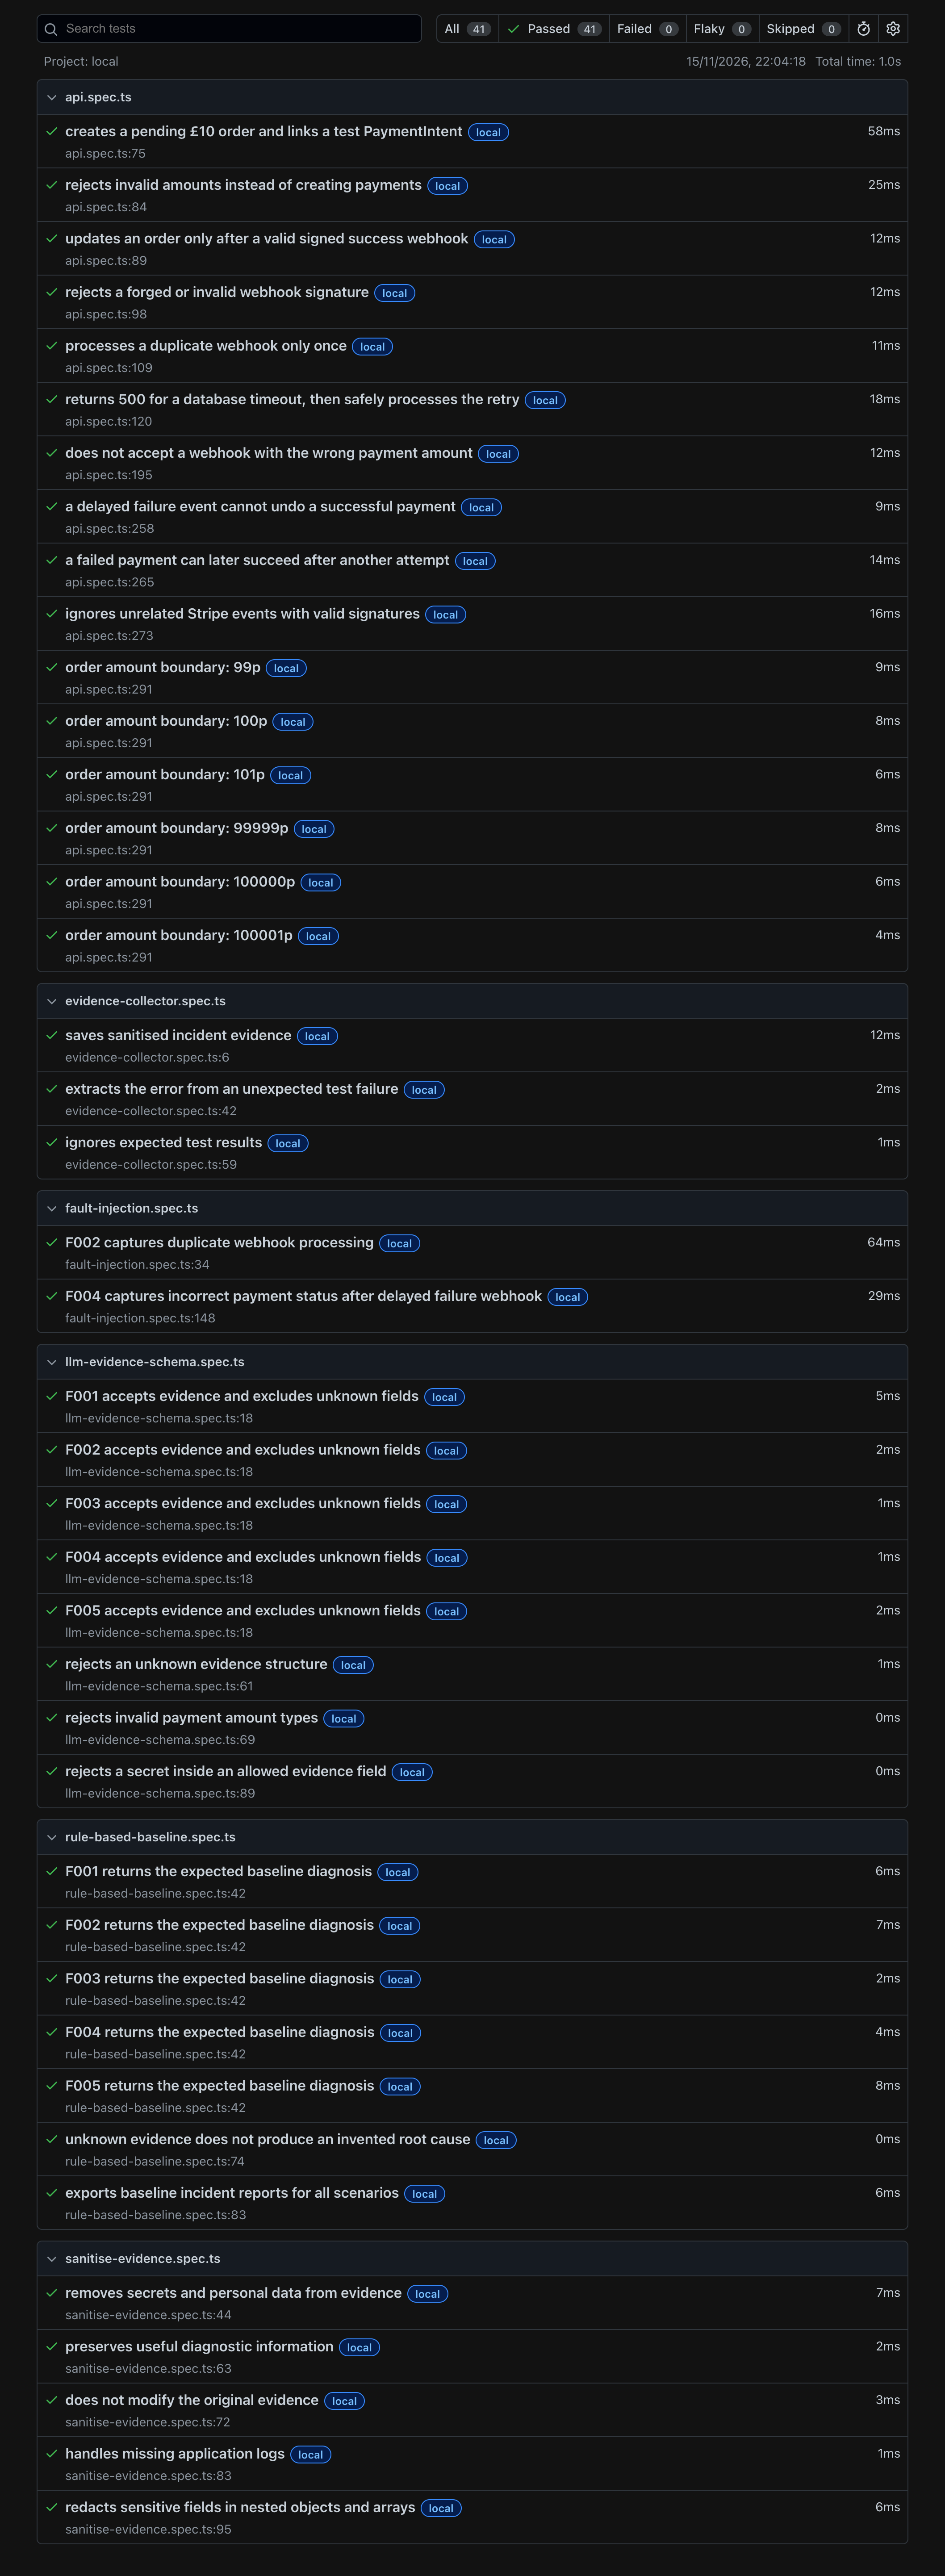 Search tests
All 41 Passed 41 Failed 0 Flaky 0 Skipped 0
Project: local 15/11/2026, 22:04:18 Total time: 1.0s
api.spec.ts
creates a pending £10 order and links a test PaymentIntent local 58ms
api.spec.ts:75
rejects invalid amounts instead of creating payments local 25ms
api.spec.ts:84
updates an order only after a valid signed success webhook local 12ms
api.spec.ts:89
rejects a forged or invalid webhook signature local 12ms
api.spec.ts:98
processes a duplicate webhook only once local 11ms
api.spec.ts:109
returns 500 for a database timeout, then safely processes the retry local 18ms
api.spec.ts:120
does not accept a webhook with the wrong payment amount local 12ms
api.spec.ts:195
a delayed failure event cannot undo a successful payment local 9ms
api.spec.ts:258
a failed payment can later succeed after another attempt local 14ms
api.spec.ts:265
ignores unrelated Stripe events with valid signatures local 16ms
api.spec.ts:273
order amount boundary: 99p local 9ms
api.spec.ts:291
order amount boundary: 100p local 8ms
api.spec.ts:291
order amount boundary: 101p local 6ms
api.spec.ts:291
order amount boundary: 99999p local 8ms
api.spec.ts:291
order amount boundary: 100000p local 6ms
api.spec.ts:291
order amount boundary: 100001p local 4ms
api.spec.ts:291
evidence-collector.spec.ts
saves sanitised incident evidence local 12ms
evidence-collector.spec.ts:6
extracts the error from an unexpected test failure local 2ms
evidence-collector.spec.ts:42
ignores expected test results local 1ms
evidence-collector.spec.ts:59
fault-injection.spec.ts
F002 captures duplicate webhook processing local 64ms
fault-injection.spec.ts:34
F004 captures incorrect payment status after delayed failure webhook local 29ms
fault-injection.spec.ts:148
llm-evidence-schema.spec.ts
F001 accepts evidence and excludes unknown fields local 5ms
llm-evidence-schema.spec.ts:18
F002 accepts evidence and excludes unknown fields local 2ms
llm-evidence-schema.spec.ts:18
F003 accepts evidence and excludes unknown fields local 1ms
llm-evidence-schema.spec.ts:18
F004 accepts evidence and excludes unknown fields local 1ms
llm-evidence-schema.spec.ts:18
F005 accepts evidence and excludes unknown fields local 2ms
llm-evidence-schema.spec.ts:18
rejects an unknown evidence structure local 1ms
llm-evidence-schema.spec.ts:61
rejects invalid payment amount types local 0ms
llm-evidence-schema.spec.ts:69
rejects a secret inside an allowed evidence field local 0ms
llm-evidence-schema.spec.ts:89
rule-based-baseline.spec.ts
F001 returns the expected baseline diagnosis local 6ms
rule-based-baseline.spec.ts:42
F002 returns the expected baseline diagnosis local 7ms
rule-based-baseline.spec.ts:42
F003 returns the expected baseline diagnosis local 2ms
rule-based-baseline.spec.ts:42
F004 returns the expected baseline diagnosis local 4ms
rule-based-baseline.spec.ts:42
F005 returns the expected baseline diagnosis local 8ms
rule-based-baseline.spec.ts:42
unknown evidence does not produce an invented root cause local 0ms
rule-based-baseline.spec.ts:74
exports baseline incident reports for all scenarios local 6ms
rule-based-baseline.spec.ts:83
sanitise-evidence.spec.ts
removes secrets and personal data from evidence local 7ms
sanitise-evidence.spec.ts:44
preserves useful diagnostic information local 2ms
sanitise-evidence.spec.ts:63
does not modify the original evidence local 3ms
sanitise-evidence.spec.ts:72
handles missing application logs local 1ms
sanitise-evidence.spec.ts:83
redacts sensitive fields in nested objects and arrays local 6ms
sanitise-evidence.spec.ts:95